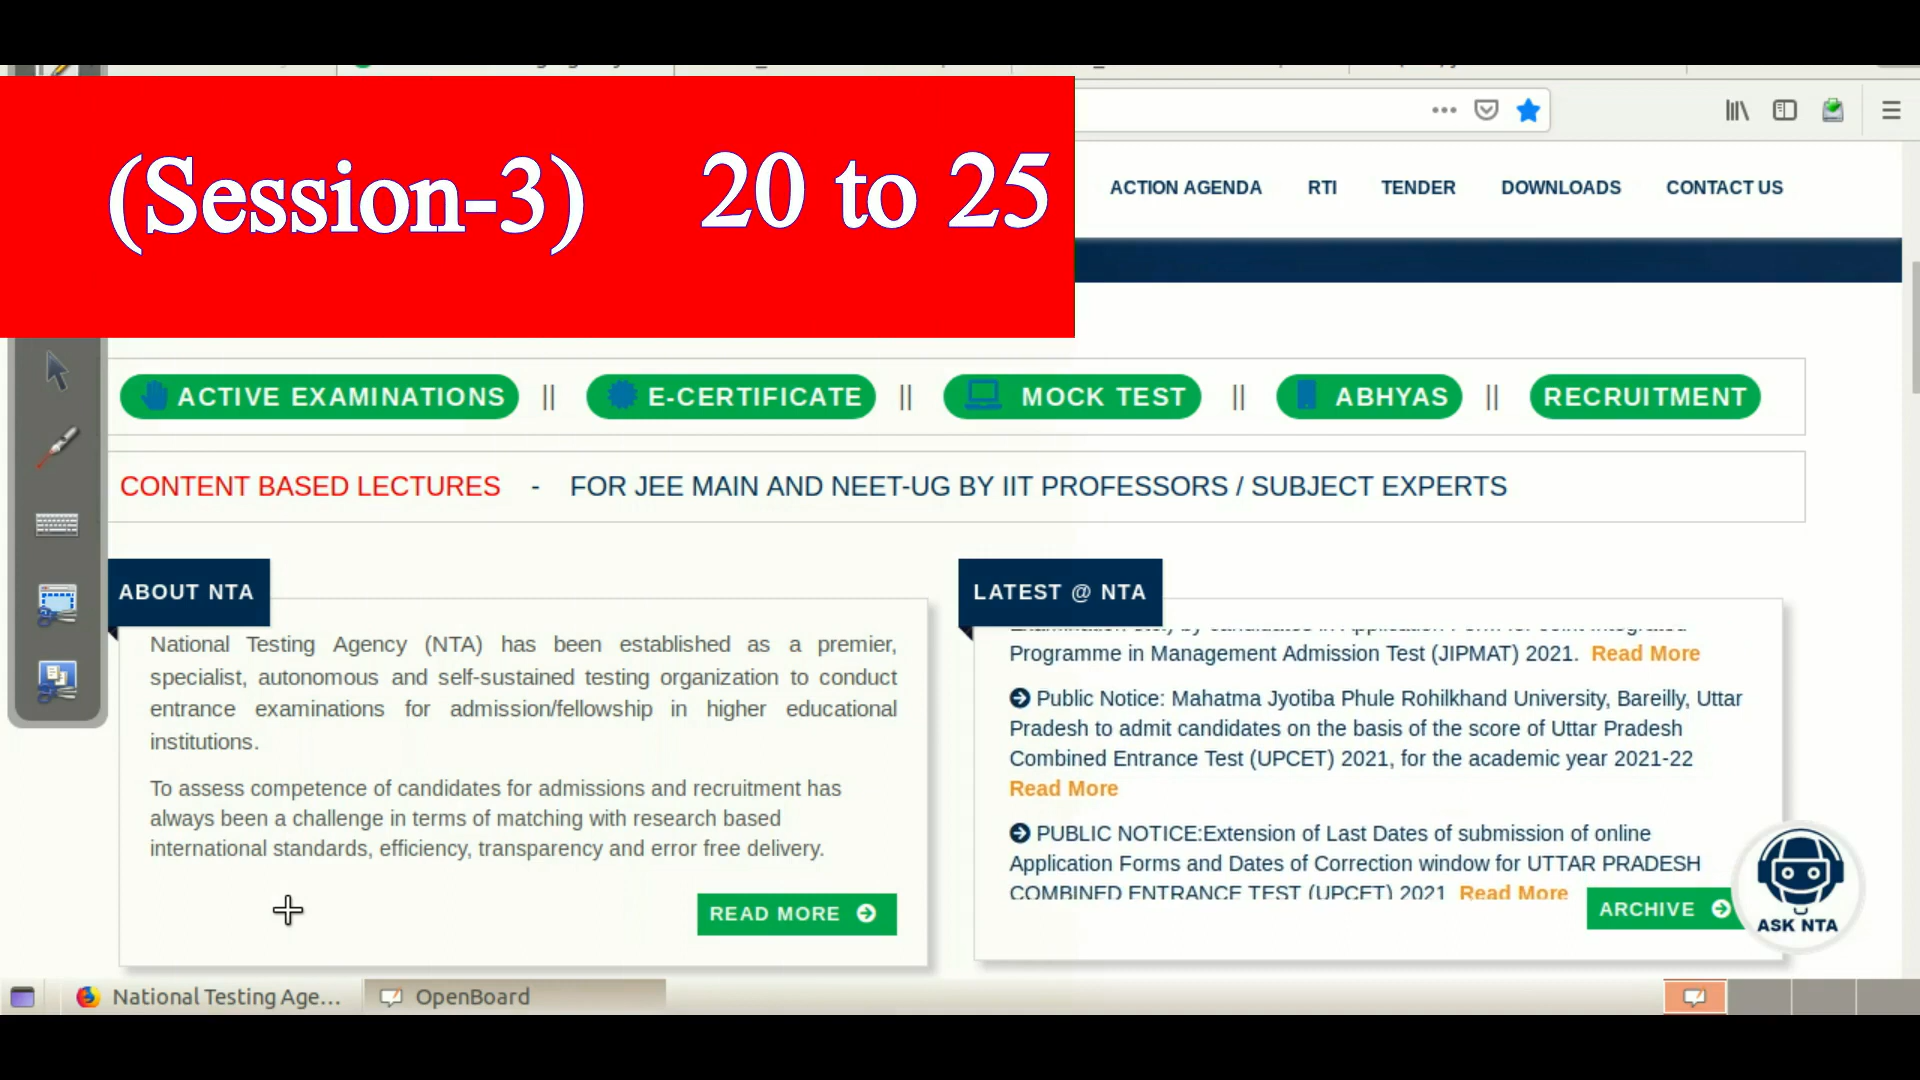 (Session-3) 20 to 25
ACTION AGENDA RTI TENDER DOWNLOADS CONTACT US
ACTIVE EXAMINATIONS || E-CERTIFICATE || MOCK TEST || ABHYAS || RECRUITMENT
CONTENT BASED LECTURES - FOR JEE MAIN AND NEET-UG BY IIT PROFESSORS / SUBJECT EXPERTS
ABOUT NTA
National Testing Agency (NTA) has been established as a premier,
specialist, autonomous and self-sustained testing organization to conduct
entrance examinations for admission/fellowship in higher educational
institutions.
To assess competence of candidates for admissions and recruitment has
always been a challenge in terms of matching with research based
international standards, efficiency, transparency and error free delivery.
READ MORE
LATEST @ NTA
Programme in Management Admission Test (JIPMAT) 2021. Read More
Public Notice: Mahatma Jyotiba Phule Rohilkhand University, Bareilly, Uttar
Pradesh to admit candidates on the basis of the score of Uttar Pradesh
Combined Entrance Test (UPCET) 2021, for the academic year 2021-22
Read More
PUBLIC NOTICE:Extension of Last Dates of submission of online
Application Forms and Dates of Correction window for UTTAR PRADESH
COMBINED ENTRANCE TEST (UPCET) 2021 Read More
ARCHIVE
ASK NTA
National Testing Age... OpenBoard